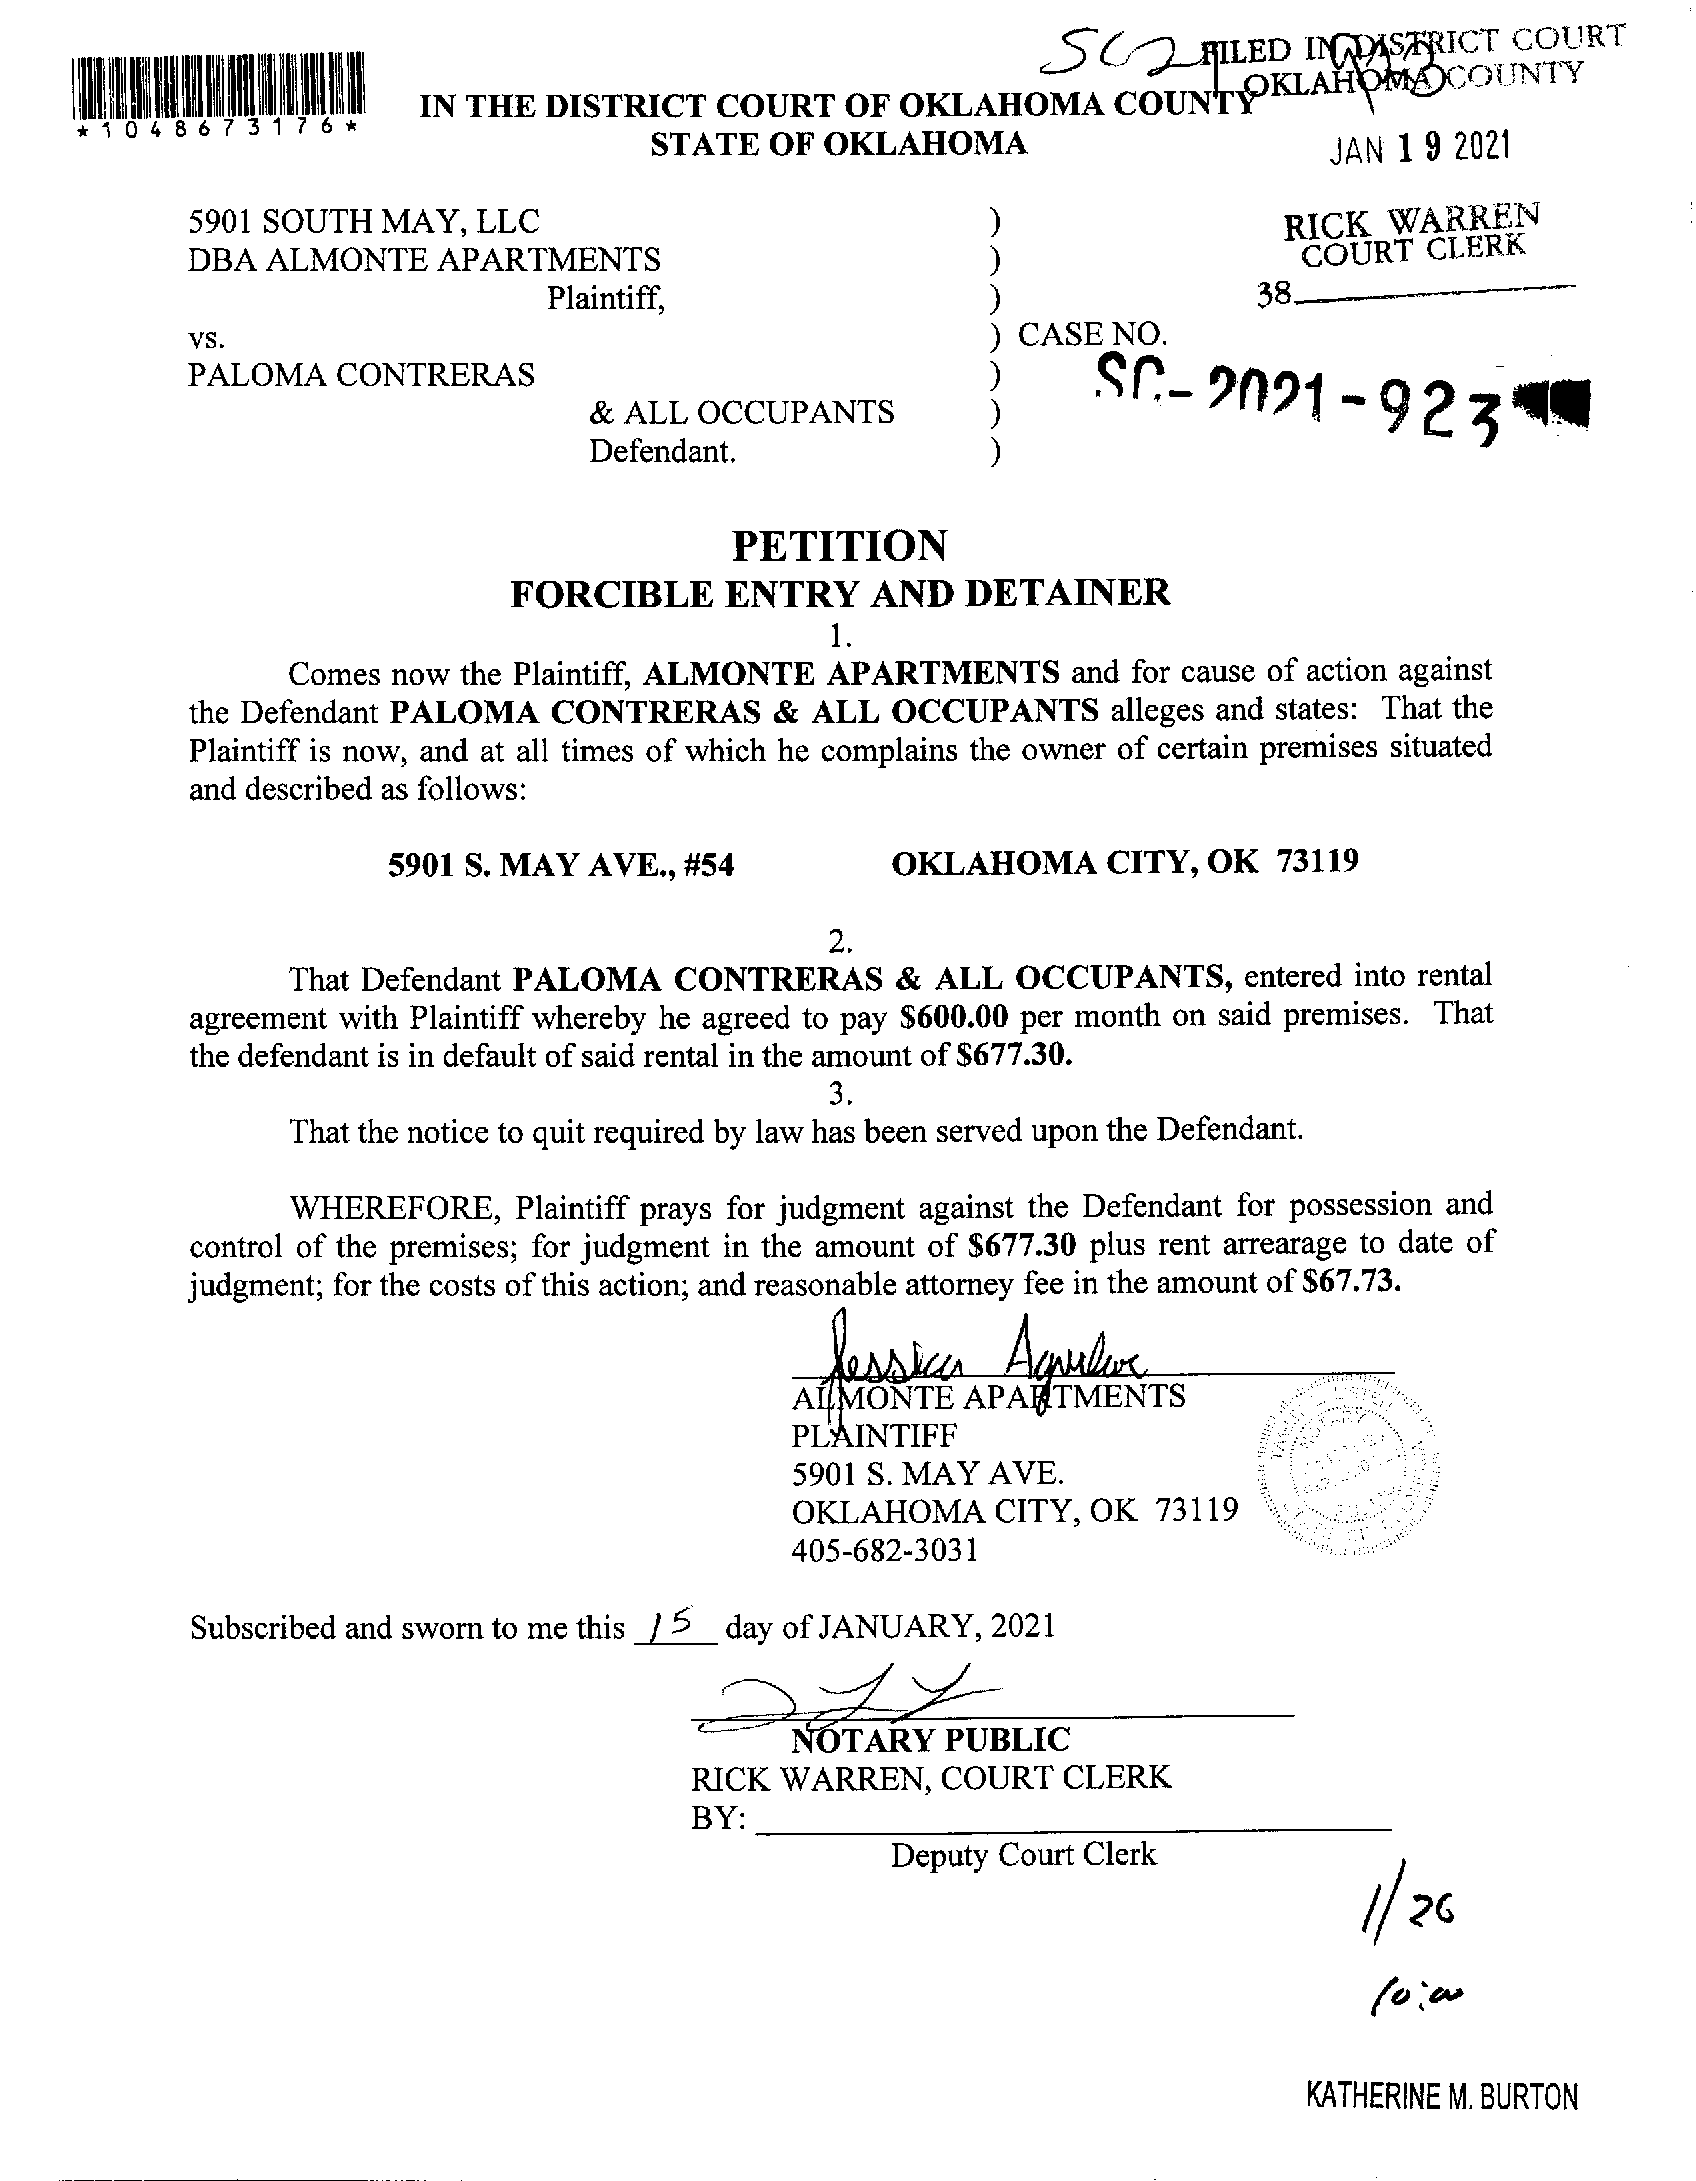 FILED IN DISTRICT COURT
OKLAHOMA COUNTY
*1048673176*
IN THE DISTRICT COURT OF OKLAHOMA COUNTY
STATE OF OKLAHOMA
JAN 19 2021
5901 SOUTH MAY, LLC )
RICK WARREN
COURT CLERK
DBA ALMONTE APARTMENTS )
Plaintiff, )
38
vs. ) CASE NO.
PALOMA CONTRERAS )
SC-2021-923
& ALL OCCUPANTS )
Defendant. )
PETITION
FORCIBLE ENTRY AND DETAINER
1.
Comes now the Plaintiff, ALMONTE APARTMENTS and for cause of action against
the Defendant PALOMA CONTRERAS & ALL OCCUPANTS alleges and states: That the
Plaintiff is now, and at all times of which he complains the owner of certain premises situated
and described as follows:
5901 S. MAY AVE., #54 OKLAHOMA CITY, OK 73119
2.
That Defendant PALOMA CONTRERAS & ALL OCCUPANTS, entered into rental
agreement with Plaintiff whereby he agreed to pay $600.00 per month on said premises. That
the defendant is in default of said rental in the amount of $677.30.
3.
That the notice to quit required by law has been served upon the Defendant.
WHEREFORE, Plaintiff prays for judgment against the Defendant for possession and
control of the premises; for judgment in the amount of $677.30 plus rent arrearage to date of
judgment; for the costs of this action; and reasonable attorney fee in the amount of $67.73.
Jessica Aguilar
ALMONTE APARTMENTS
PLAINTIFF
5901 S. MAY AVE.
OKLAHOMA CITY, OK 73119
405-682-3031
Subscribed and sworn to me this 15 day of JANUARY, 2021
NOTARY PUBLIC
RICK WARREN, COURT CLERK
BY:
Deputy Court Clerk
1/26
10:00
KATHERINE M. BURTON